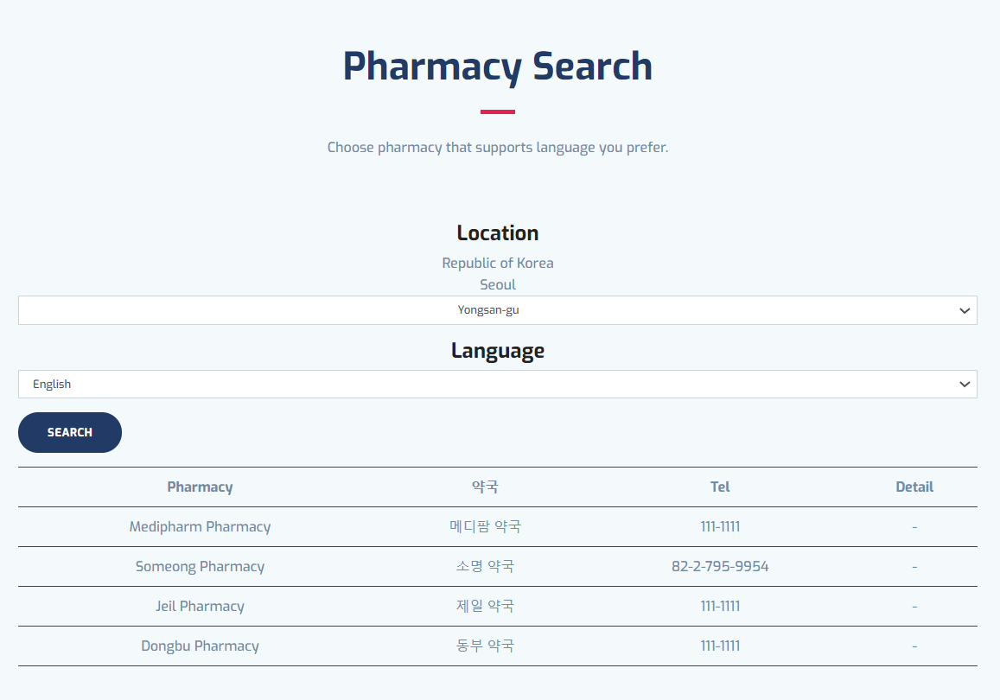 Pharmacy Search
Choose pharmacy that supports language you prefer.
Location
Republic of Korea
Seoul
Yongsan-gu
Language
English
SEARCH
Pharmacy 약국 Tel Detail
Medipharm Pharmacy 메디팜 약국 111-1111 -
Someong Pharmacy 소명 약국 82-2-795-9954 -
Jeil Pharmacy 제일 약국 111-1111 -
Dongbu Pharmacy 동부 약국 111-1111 -